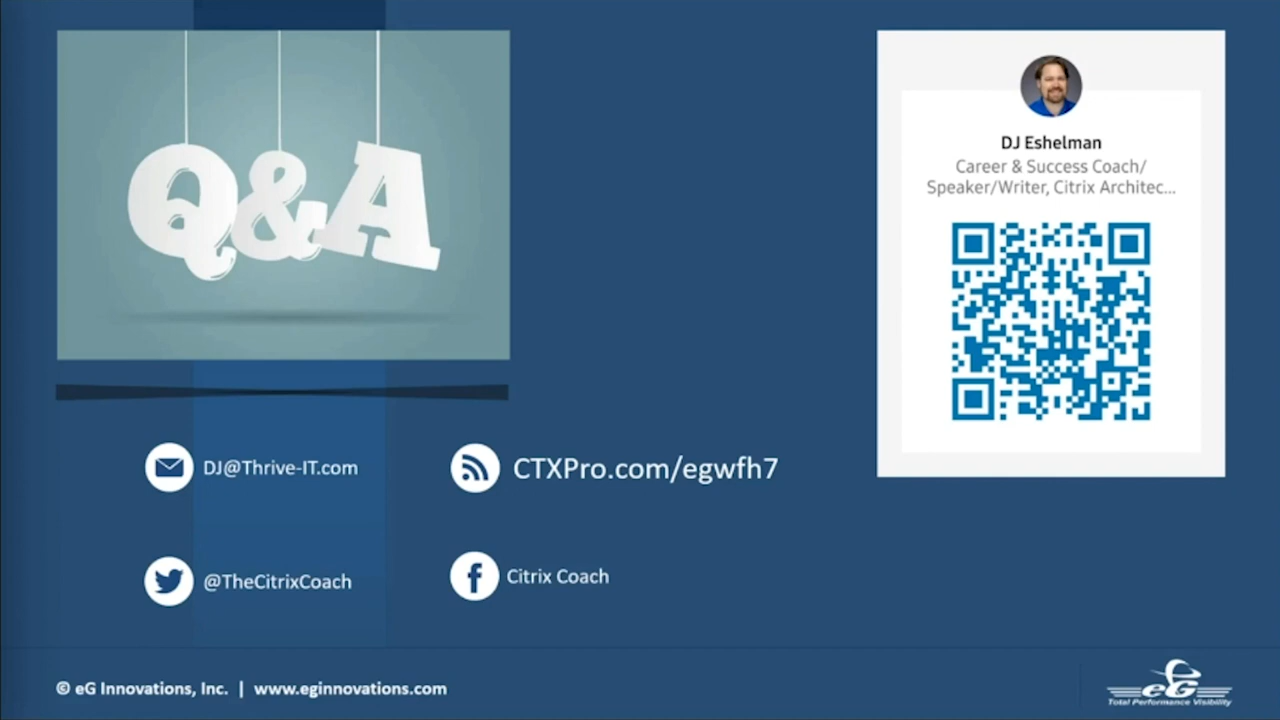 Q&A
DJ Eshelman
Career & Success Coach/
Speaker/Writer, Citrix Architec...
DJ@Thrive-IT.com
CTXPro.com/egwfh7
@TheCitrixCoach
Citrix Coach
© eG Innovations, Inc. | www.eginnovations.com
eG
Total Performance Visibility